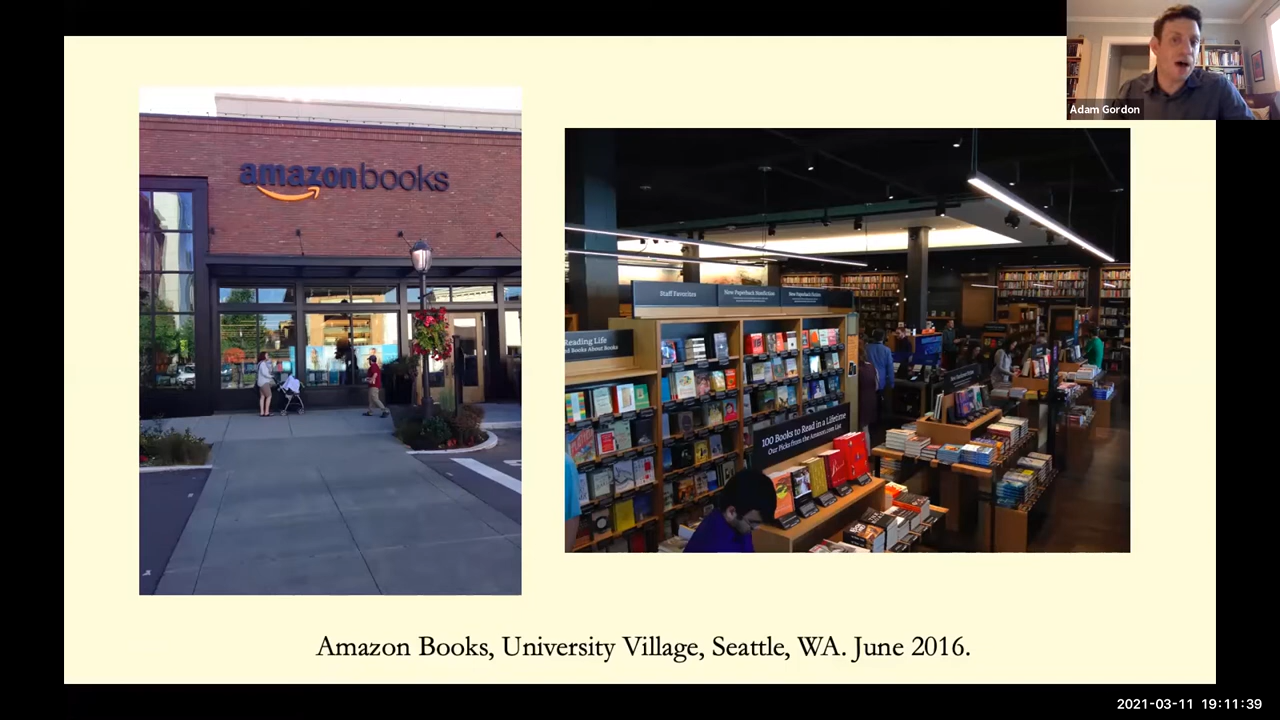 Adam Gordon
amazonbooks
Staff Favorites
New Paperback Nonfiction
New Paperback Fiction
Reading Life
nd Books About Books
100 Books to Read in a Lifetime
Our Picks from the Amazon.com List
Amazon Books, University Village, Seattle, WA. June 2016.
2021-03-11 19:11:39